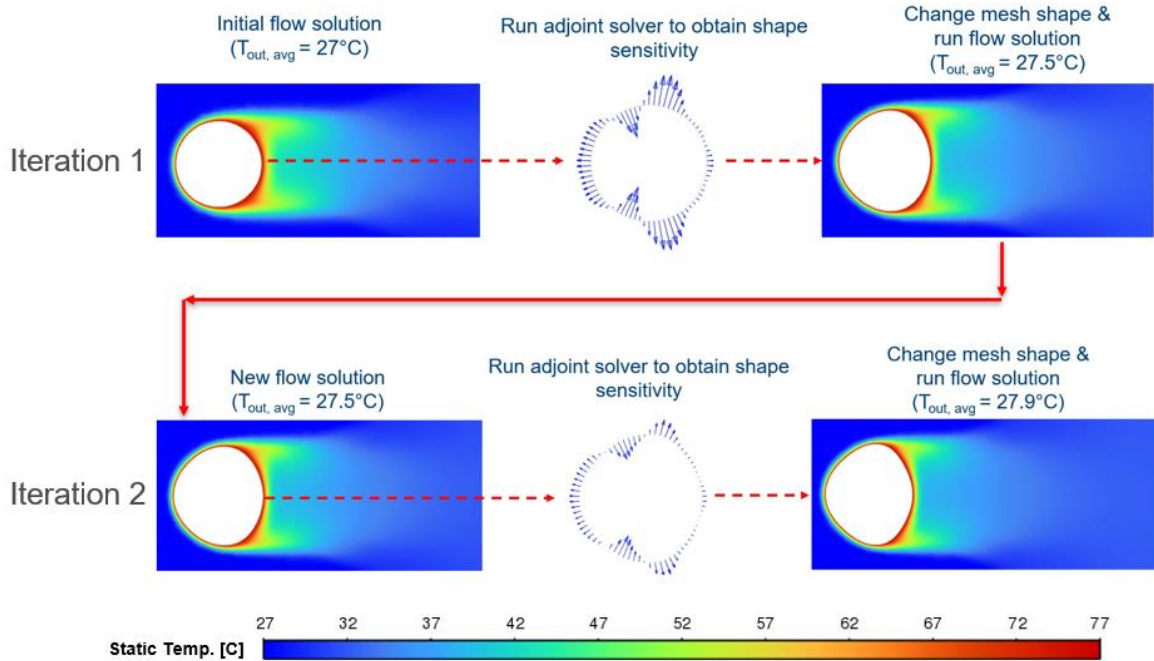 Initial flow solution
(Tout, avg = 27°C)
Run adjoint solver to obtain shape
sensitivity
Change mesh shape &
run flow solution
(Tout, avg = 27.5°C)
Iteration 1
New flow solution
(Tout, avg = 27.5°C)
Run adjoint solver to obtain shape
sensitivity
Change mesh shape &
run flow solution
(Tout, avg = 27.9°C)
Iteration 2
27 32 37 42 47 52 57 62 67 72 77
Static Temp. [C]